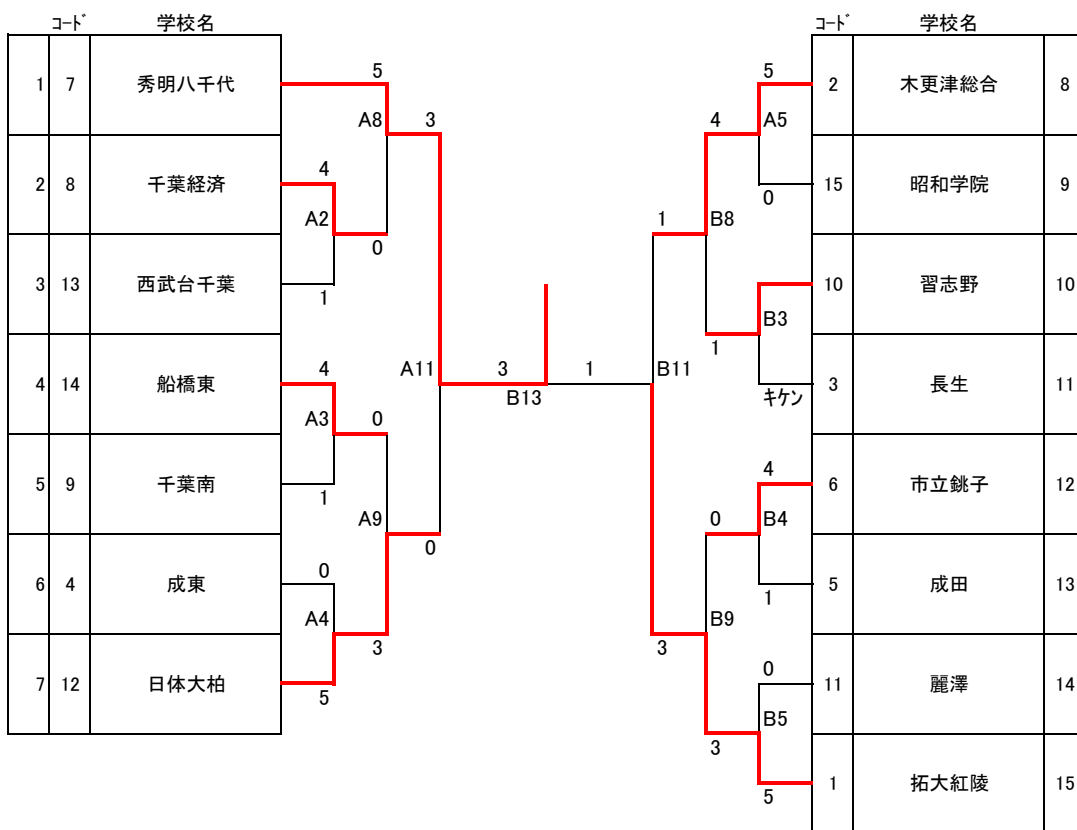 コード 学校名
1 7 秀明八千代
2 8 千葉経済
3 13 西武台千葉
4 14 船橋東
5 9 千葉南
6 4 成東
7 12 日体大柏
5
A8
3
4
A2
0
1
4
A3
0
1
A9
0
0
A4
3
5
A11
3
B13
1
B11
5
A5
4
0
B8
1
B3
1
キケン
4
B4
0
1
B9
3
0
B5
3
5
コード 学校名
2 木更津総合 8
15 昭和学院 9
10 習志野 10
3 長生 11
6 市立銚子 12
5 成田 13
11 麗澤 14
1 拓大紅陵 15